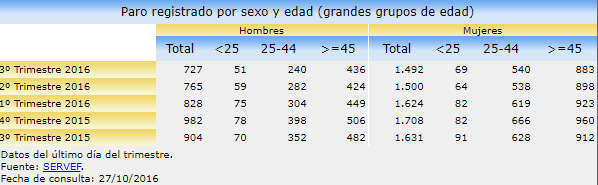 Paro registrado por sexo y edad (grandes grupos de edad)
Hombres Mujeres
Total <25 25-44 >=45 Total <25 25-44 >=45
3º Trimestre 2016 727 51 240 436 1.492 69 540 883
2º Trimestre 2016 765 59 282 424 1.500 64 538 898
1º Trimestre 2016 828 75 304 449 1.624 82 619 923
4º Trimestre 2015 982 78 398 506 1.708 82 666 960
3º Trimestre 2015 904 70 352 482 1.631 91 628 912
Datos del último día del trimestre.
Fuente: SERVEF.
Fecha de consulta: 27/10/2016